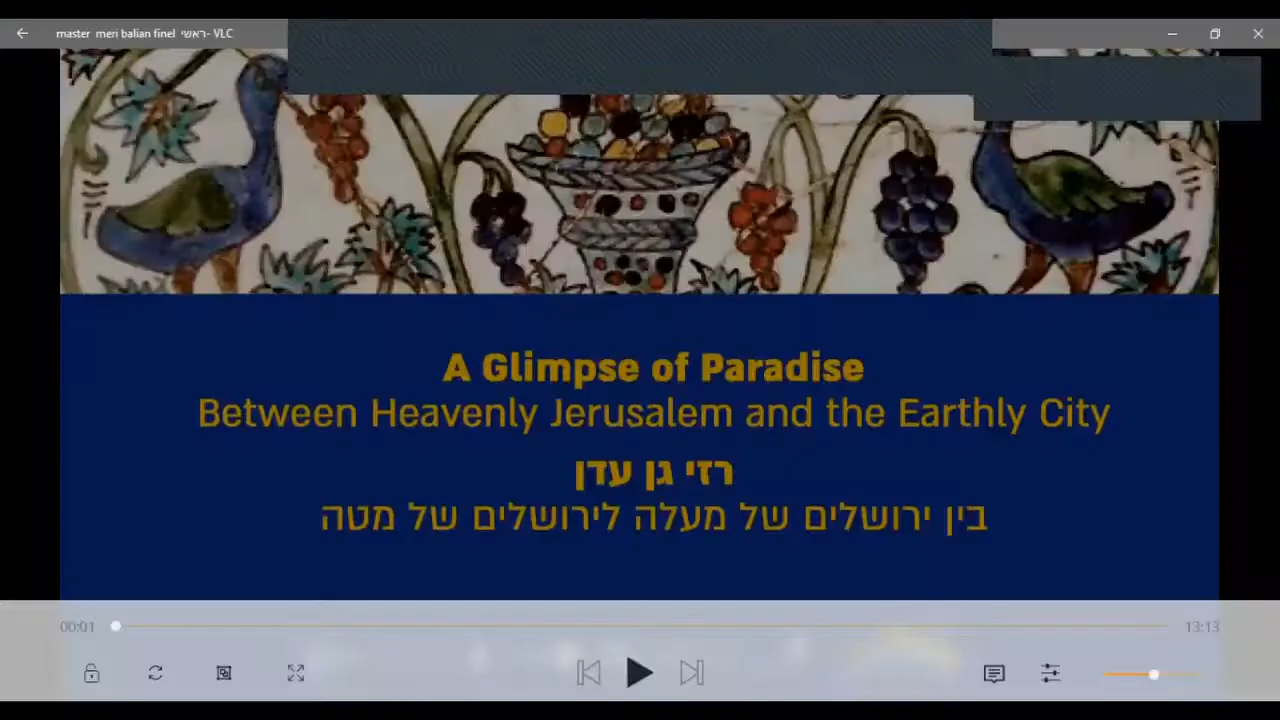 master meri balian finel ראשי- VLC
A Glimpse of Paradise
Between Heavenly Jerusalem and the Earthly City
רזי גן עדן
בין ירושלים של מעלה לירושלים של מטה
00:01
13:13